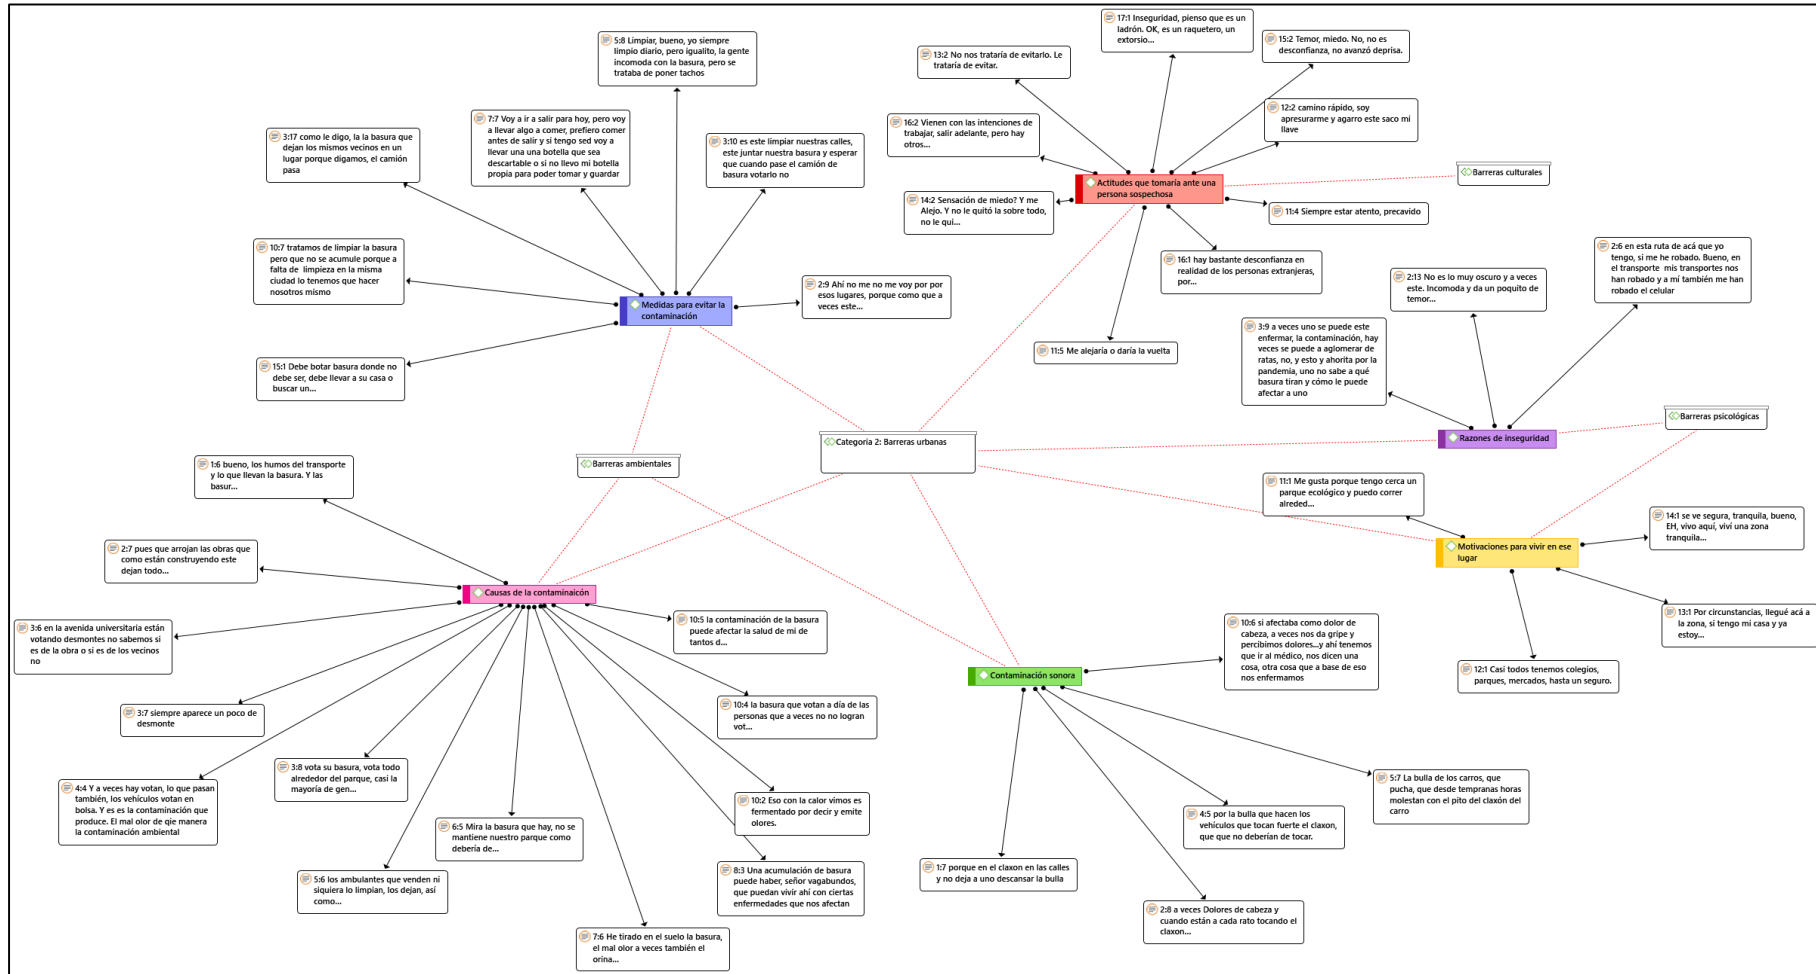 5:8 Limpiar, bueno, yo siempre
limpio diario, pero igualito, la gente
incomoda con la basura, pero se
trataba de poner tachos
17:1 Inseguridad, pienso que es un
ladrón. OK, es un raquetero, un
extorsio...
15:2 Temor, miedo. No, no es
desconfianza, no avanzó deprisa.
13:2 No nos trataría de evitarlo. Le
trataría de evitar.
12:2 camino rápido, soy
apresurarme y agarro este saco mi
llave
16:2 Vienen con las intenciones de
trabajar, salir adelante, pero hay
otros...
7:7 Voy a ir a salir para hoy, pero voy
a llevar algo a comer, prefiero comer
antes de salir y si tengo sed voy a
llevar una una botella que sea
descartable o si no llevo mi botella
propia para poder tomar y guardar
3:17 como le digo, la la basura que
dejan los mismos vecinos en un
lugar porque digamos, el camión
pasa
3:10 es este limpiar nuestras calles,
este juntar nuestra basura y esperar
que cuando pase el camión de
basura votarlo no
Barreras culturales
Actitudes que tomaría ante una
persona sospechosa
14:2 Sensación de miedo? Y me
Alejo. Y no le quitó la sobre todo,
no le qui...
11:4 Siempre estar atento, precavido
10:7 tratamos de limpiar la basura
pero que no se acumule porque a
falta de  limpieza en la misma
ciudad lo tenemos que hacer
nosotros mismo
16:1 hay bastante desconfianza en
realidad de los personas extranjeras,
por...
2:13 No es lo muy oscuro y a veces
este. Incomoda y da un poquito de
temor...
2:6 en esta ruta de acá que yo
tengo, si me he robado. Bueno, en
el transporte  mis transportes nos
han robado y a mí también me han
robado el celular
2:9 Ahí no me no me voy por por
esos lugares, porque como que a
veces este...
Medidas para evitar la
contaminación
3:9 a veces uno se puede este
enfermar, la contaminación, hay
veces se puede a aglomerar de
ratas, no, y esto y ahorita por la
pandemia, uno no sabe a qué
basura tiran y cómo le puede
afectar a uno
11:5 Me alejaría o daría la vuelta
15:1 Debe botar basura donde no
debe ser, debe llevar a su casa o
buscar un...
Barreras psicológicas
Categoría 2: Barreras urbanas
Razones de inseguridad
Barreras ambientales
1:6 bueno, los humos del transporte
y lo que llevan la basura. Y las
basur...
11:1 Me gusta porque tengo cerca un
parque ecológico y puedo correr
alreded...
14:1 se ve segura, tranquila, bueno,
EH, vivo aquí, viví una zona
tranquila...
2:7 pues que arrojan las obras que
como están construyendo este
dejan todo...
Motivaciones para vivir en ese
lugar
Causas de la contaminaicón
13:1 Por circunstancias, llegué acá a
la zona, si tengo mi casa y ya
estoy...
3:6 en la avenida universitaria están
votando desmontes no sabemos si
es de la obra o si es de los vecinos
no
10:5 la contaminación de la basura
puede afectar la salud de mi de
tantos d...
10:6 si afectaba como dolor de
cabeza, a veces nos da gripe y
percibimos dolores...y ahí tenemos
que ir al médico, nos dicen una
cosa, otra cosa que a base de eso
nos enfermamos
12:1 Casi todos tenemos colegios,
parques, mercados, hasta un seguro.
Contaminación sonora
3:7 siempre aparece un poco de
desmonte
10:4 la basura que votan a día de las
personas que a veces no no logran
vot...
3:8 vota su basura, vota todo
alrededor del parque, casi la
mayoría de gen...
4:4 Y a veces hay votan, lo que pasan
también, los vehículos votan en
bolsa. Y es es la contaminación que
produce. El mal olor de qie manera
la contaminación ambiental
5:7 La bulla de los carros, que
pucha, que desde tempranas horas
molestan con el pito del claxón del
carro
10:2 Eso con la calor vimos es
fermentado por decir y emite
olores.
4:5 por la bulla que hacen los
vehículos que tocan fuerte el claxon,
que que no deberían de tocar.
6:5 Mira la basura que hay, no se
mantiene nuestro parque como
debería de...
1:7 porque en el claxon en las calles
y no deja a uno descansar la bulla
8:3 Una acumulación de basura
puede haber, señor vagabundos,
que puedan vivir ahí con ciertas
enfermedades que nos afectan
5:6 los ambulantes que venden ni
siquiera lo limpian, los dejan, así
como...
2:8 a veces Dolores de cabeza y
cuando están a cada rato tocando el
claxon...
7:6 He tirado en el suelo la basura,
el mal olor a veces también el
orina...